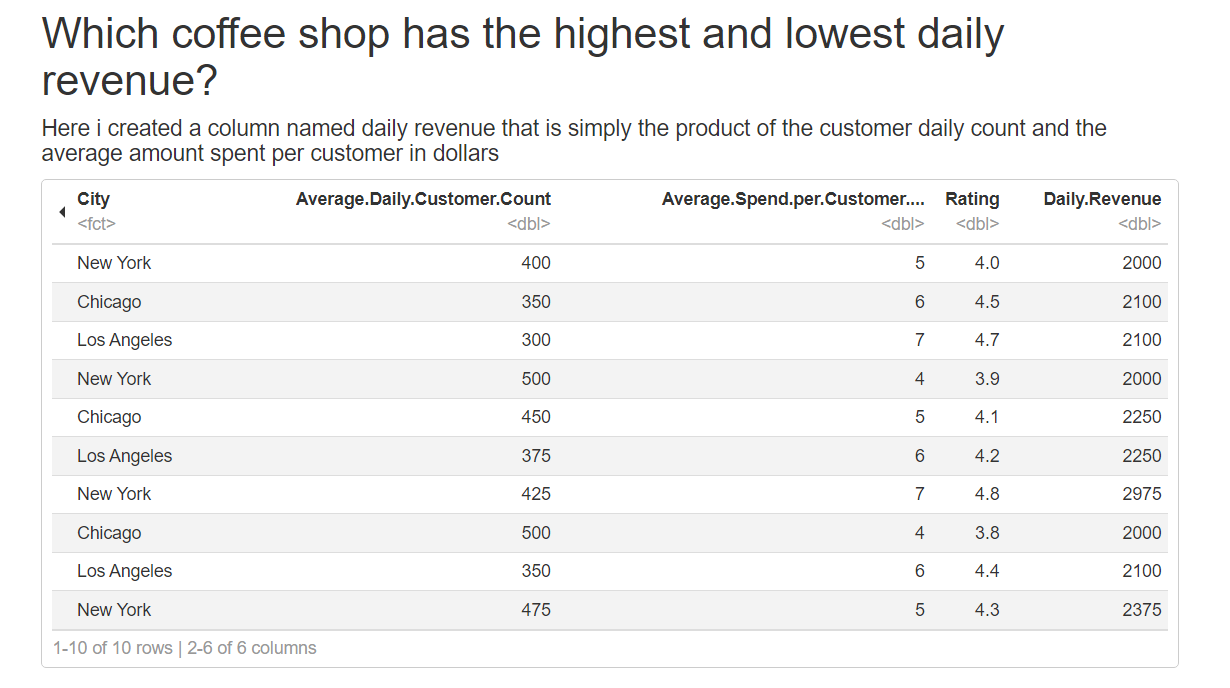 Which coffee shop has the highest and lowest daily
revenue?
Here i created a column named daily revenue that is simply the product of the customer daily count and the
average amount spent per customer in dollars
City Average.Daily.Customer.Count Average.Spend.per.Customer.... Rating Daily.Revenue
<fct> <dbl> <dbl> <dbl> <dbl>
New York 400 5 4.0 2000
Chicago 350 6 4.5 2100
Los Angeles 300 7 4.7 2100
New York 500 4 3.9 2000
Chicago 450 5 4.1 2250
Los Angeles 375 6 4.2 2250
New York 425 7 4.8 2975
Chicago 500 4 3.8 2000
Los Angeles 350 6 4.4 2100
New York 475 5 4.3 2375
1-10 of 10 rows | 2-6 of 6 columns